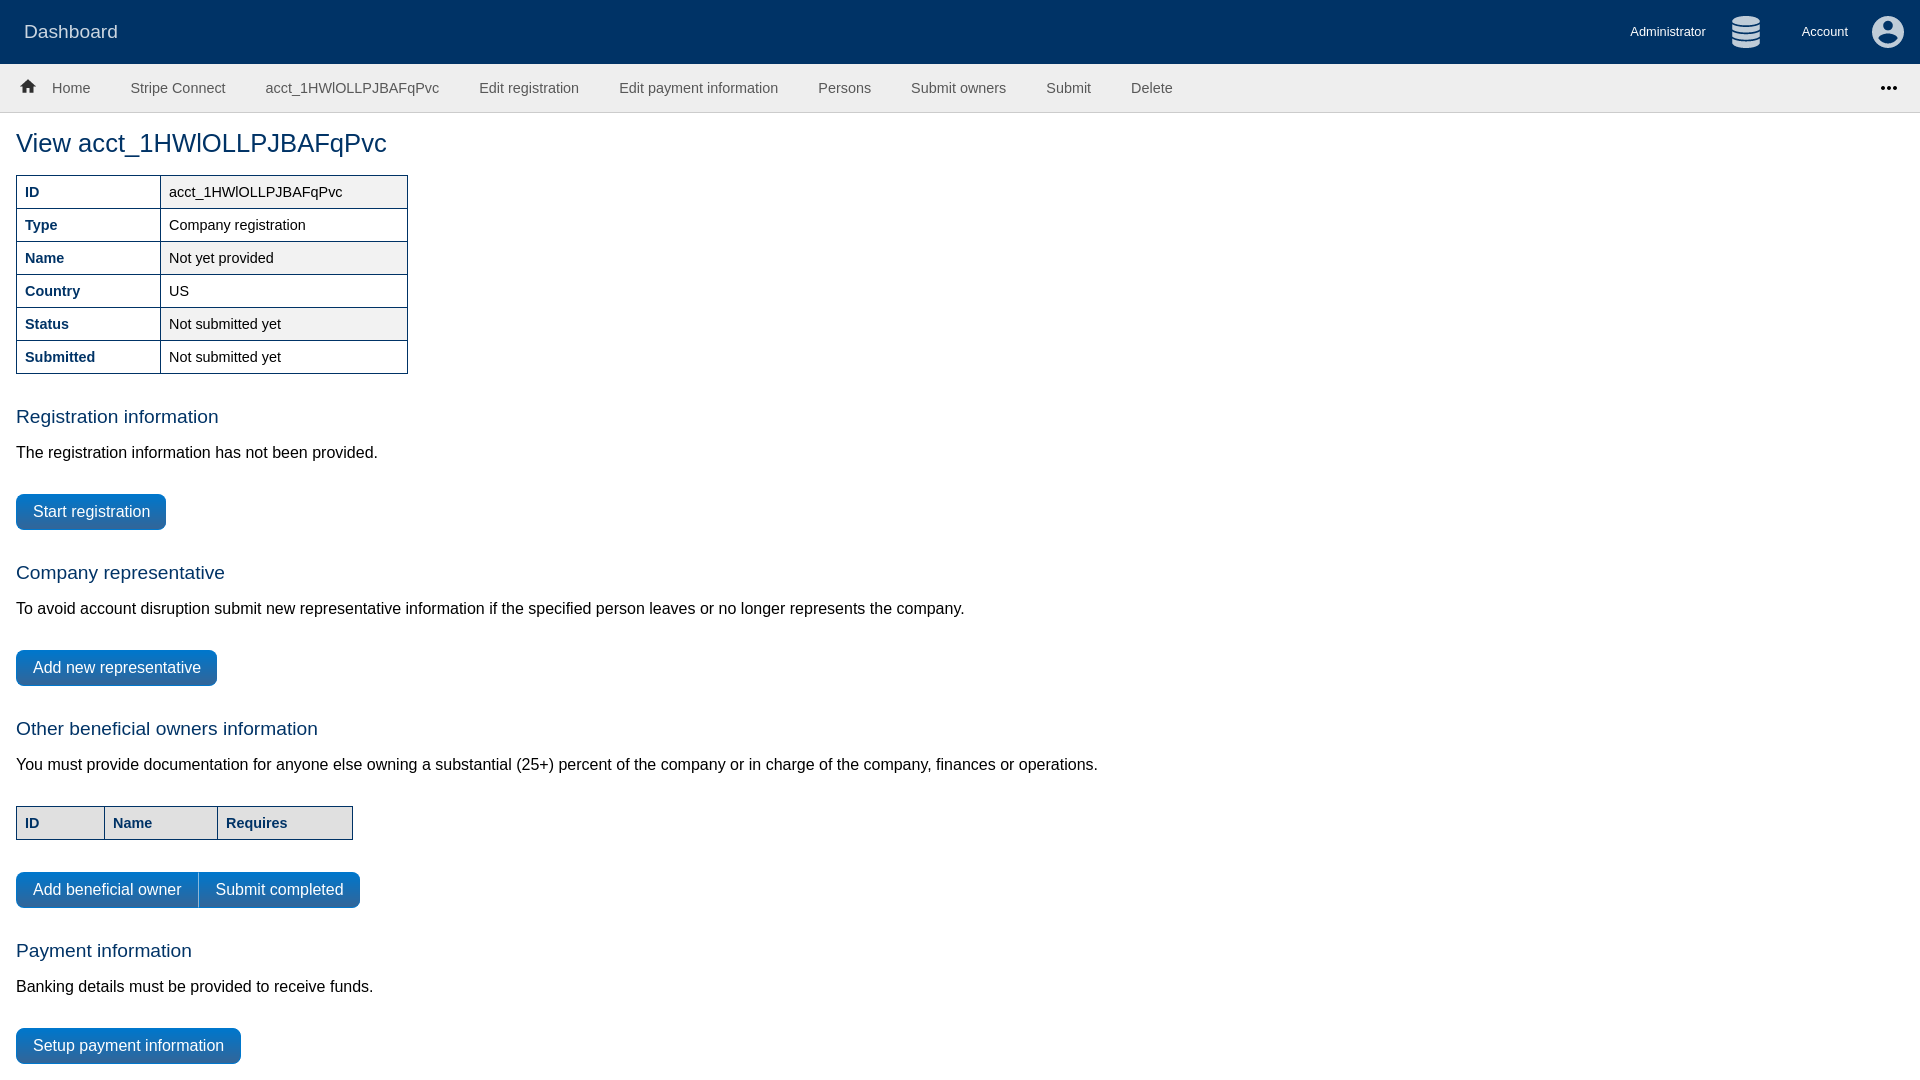 Dashboard
Administrator
Account
Home
Stripe Connect
acct_1HWlOLLPJBAFqPvc
Edit registration
Edit payment information
Persons
Submit owners
Submit
Delete
View acct_1HWlOLLPJBAFqPvc
ID acct_1HWlOLLPJBAFqPvc
Type Company registration
Name Not yet provided
Country US
Status Not submitted yet
Submitted Not submitted yet
Registration information
The registration information has not been provided.
Start registration
Company representative
To avoid account disruption submit new representative information if the specified person leaves or no longer represents the company.
Add new representative
Other beneficial owners information
You must provide documentation for anyone else owning a substantial (25+) percent of the company or in charge of the company, finances or operations.
ID Name Requires
Add beneficial owner Submit completed
Payment information
Banking details must be provided to receive funds.
Setup payment information